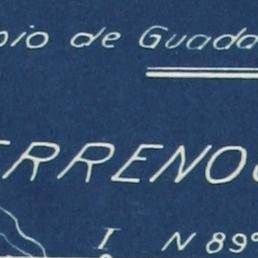 pio de Guada
ERRENO
I
N 89°